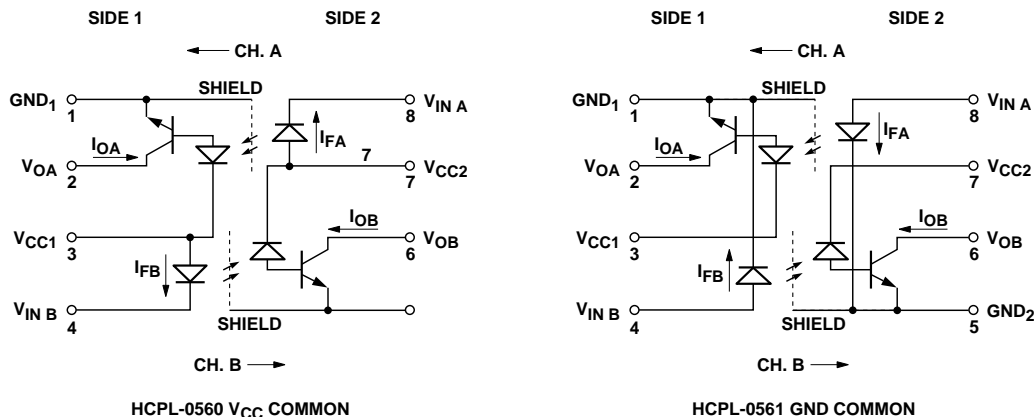 SIDE 1
SIDE 2
CH. A
SHIELD
GND1
1
IOA
VOA
2
VCC1
3
IFB
VIN B
4
VIN A
8
IFA
7
VCC2
7
IOB
VOB
6
SHIELD
CH. B
HCPL-0560 VCC COMMON
SIDE 1
SIDE 2
CH. A
SHIELD
GND1
1
IOA
VOA
2
VCC1
3
IFB
VIN B
4
VIN A
8
IFA
VCC2
7
IOB
VOB
6
GND2
5
SHIELD
CH. B
HCPL-0561 GND COMMON